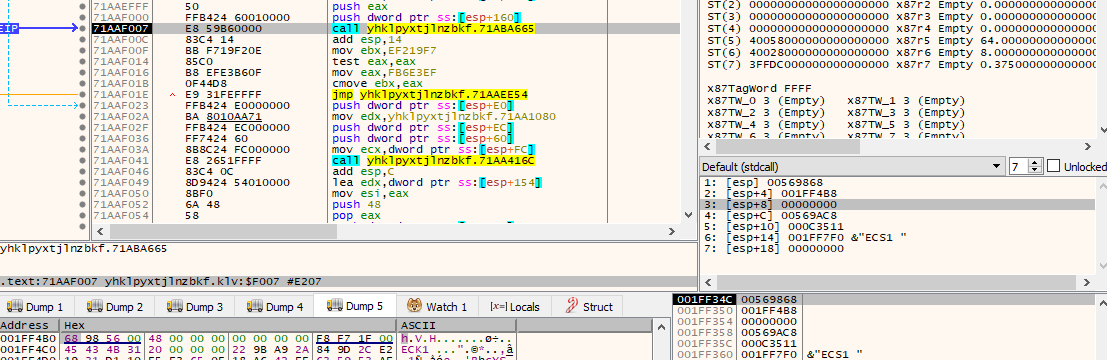 71AAEFFF 50 push eax
71AAF000 FFB424 60010000 push dword ptr ss:[esp+160]
EIP 71AAF007 E8 59B60000 call yhklpyxtjlnzbkf.71ABA665
71AAF00C 83C4 14 add esp,14
71AAF00F BB F719F20E mov ebx,EF219F7
71AAF014 85C0 test eax,eax
71AAF016 B8 EFE3B60F mov eax,FB6E3EF
71AAF01B 0F44D8 cmove ebx,eax
71AAF01E E9 31FEFFFF jmp yhklpyxtjlnzbkf.71AAEE54
71AAF023 FFB424 E0000000 push dword ptr ss:[esp+E0]
71AAF02A BA 8010AA71 mov edx,yhklpyxtjlnzbkf.71AA1080
71AAF02F FFB424 EC000000 push dword ptr ss:[esp+EC]
71AAF036 FF7424 60 push dword ptr ss:[esp+60]
71AAF03A 8B8C24 FC000000 mov ecx,dword ptr ss:[esp+FC]
71AAF041 E8 2651FFFF call yhklpyxtjlnzbkf.71AA416C
71AAF046 83C4 0C add esp,C
71AAF049 8D9424 54010000 lea edx,dword ptr ss:[esp+154]
71AAF050 8BF0 mov esi,eax
71AAF052 6A 48 push 48
71AAF054 58 pop eax
yhklpyxtjlnzbkf.71ABA665
.text:71AAF007 yhklpyxtjlnzbkf.klv:$F007 #E207
ST(2) 00000000000000000000 x87r2 Empty 0.00000000
ST(3) 00000000000000000000 x87r3 Empty 0.00000000
ST(4) 00000000000000000000 x87r4 Empty 0.00000000
ST(5) 40058000000000000000 x87r5 Empty 64.0000000
ST(6) 40028000000000000000 x87r6 Empty 8.00000000
ST(7) 3FFDC000000000000000 x87r7 Empty 0.37500000
x87TagWord FFFF
x87TW_0 3 (Empty) x87TW_1 3 (Empty)
x87TW_2 3 (Empty) x87TW_3 3 (Empty)
x87TW_4 3 (Empty) x87TW_5 3 (Empty)
x87TW_6 3 (Empty) x87TW_7 3 (Empty)
Default (stdcall) 7 Unlocked
1: [esp] 00569868
2: [esp+4] 001FF4B8
3: [esp+8] 00000000
4: [esp+C] 00569AC8
5: [esp+10] 000C3511
6: [esp+14] 001FF7F0 &"ECS1 "
7: [esp+18] 00000000
Dump 1 Dump 2 Dump 3 Dump 4 Dump 5 Watch 1 [x=] Locals Struct
Address Hex ASCII
001FF4B0 68 98 56 00 48 00 00 00 00 00 00 00 F8 F7 1F 00 h.V.H.......ø÷..
001FF4C0 45 43 4B 31 20 00 00 00 22 9B A9 2A 84 9D 2C E2 ECK1 ...".©*..,â
001FF34C 00569868
001FF350 001FF4B8
001FF354 00000000
001FF358 00569AC8
001FF35C 000C3511
001FF360 001FF7F0 &"ECS1 "